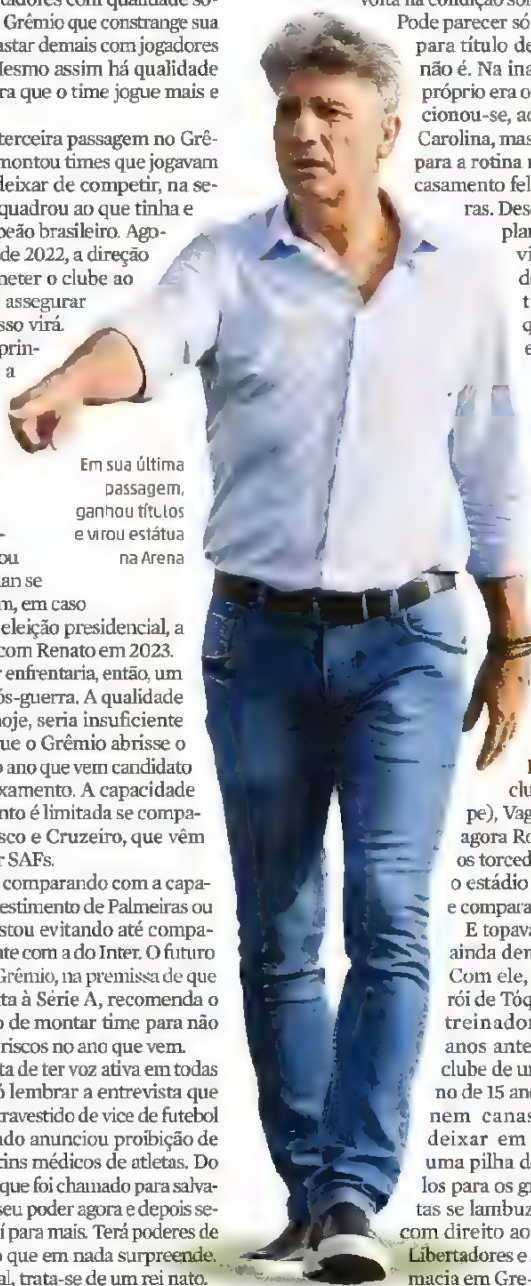 tadores com qualidade so-
Grêmio que constrange sua
astar demais com jogadores
Mesmo assim há qualidade
ra que o time jogue mais e
terceira passagem no Grê-
montou times que jogavam
deixar de competir, na se-
quadrou ao que tinha e
peão brasileiro. Ago-
de 2022, a direção
meter o clube ao
assegurar
sso virá.
prin-
a
Em sua última
passagem,
ganhou títulos
e virou estátua
na Arena
-
ou
nan se
m, em caso
eleição presidencial, a
com Renato em 2023.
r enfrentaria, então, um
ós-guerra. A qualidade
hoje, seria insuficiente
que o Grêmio abrisse o
o ano que vem candidato
xamento. A capacidade
nto é limitada se compa-
sco e Cruzeiro, que vêm
r SAFs.
comparando com a capa-
estimento de Palmeiras ou
stou evitando até compa-
nte com a do Inter. O futuro
Grêmio, na premissa de que
ta à Série A, recomenda o
o de montar time para não
riscos no ano que vem.
ta de ter voz ativa em todas
ó lembrar a entrevista que
travestido de vice de futebol
ado anunciou proibição de
tins médicos de atletas. Do
que foi chamado para salva-
seu poder agora e depois se-
í para mais. Terá poderes de
o que em nada surpreende.
al, trata-se de um rei nato.
volta na condição
Pode parecer só
para título de
não é. Na ina
próprio era o
cionou-se, ac
Carolina, mas
para a rotina
casamento fel
ras. Des
plan
vi
d
t
q
e
clu
pe), Vag
agora Ro
os torced
o estádio
e compara
E topava
ainda den
Com ele,
rói de Tóq
treinador
anos ante
clube de u
no de 15 and
nem canas
deixar em
uma pilha d
los para os g
tas se lambuz
com direito ao
Libertadores e
macia em Gre